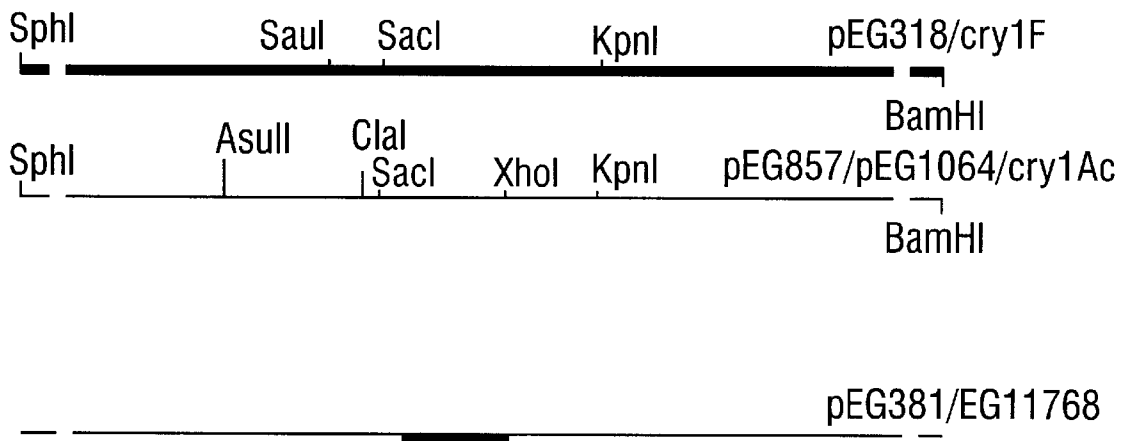 SphI SauI SacI KpnI pEG318/cry1F
BamHI
SphI AsuII ClaI SacI XhoI KpnI pEG857/pEG1064/cry1Ac
BamHI
pEG381/EG11768